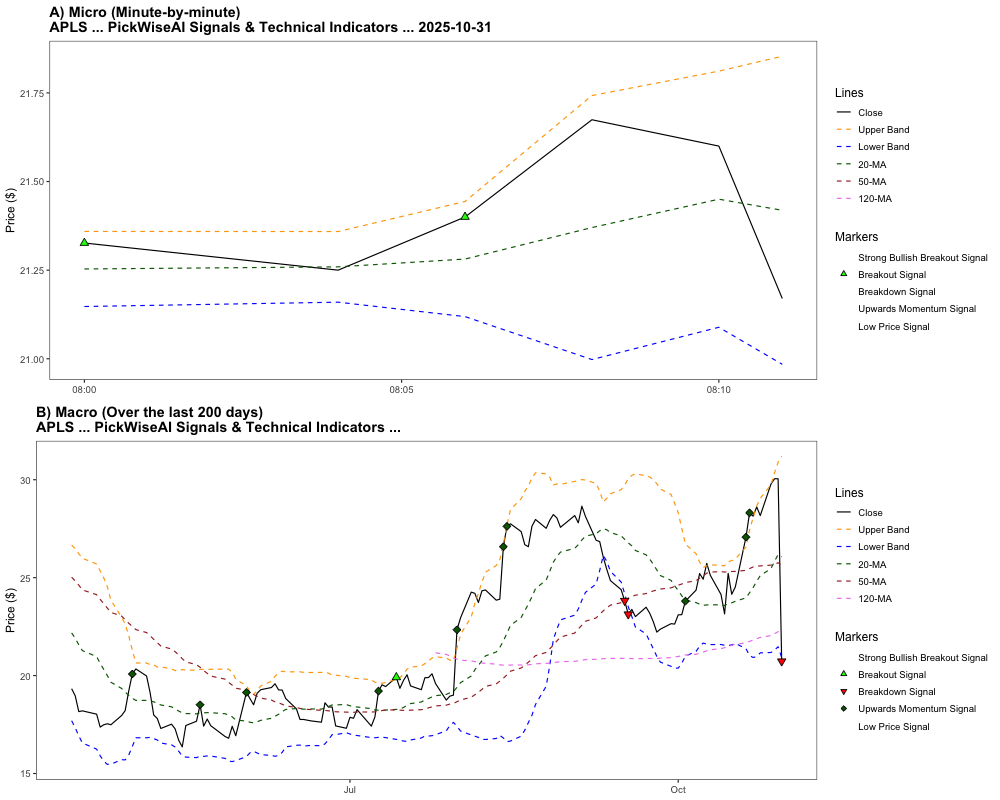 A) Micro (Minute-by-minute)
APLS ... PickWiseAI Signals & Technical Indicators ... 2025-10-31
Price ($)
21.75
21.50
21.25
21.00
08:00
08:05
08:10
Lines
Close
Upper Band
Lower Band
20-MA
50-MA
120-MA
Markers
Strong Bullish Breakout Signal
Breakout Signal
Breakdown Signal
Upwards Momentum Signal
Low Price Signal
B) Macro (Over the last 200 days)
APLS ... PickWiseAI Signals & Technical Indicators ...
Price ($)
30
25
20
15
Jul
Oct
Lines
Close
Upper Band
Lower Band
20-MA
50-MA
120-MA
Markers
Strong Bullish Breakout Signal
Breakout Signal
Breakdown Signal
Upwards Momentum Signal
Low Price Signal